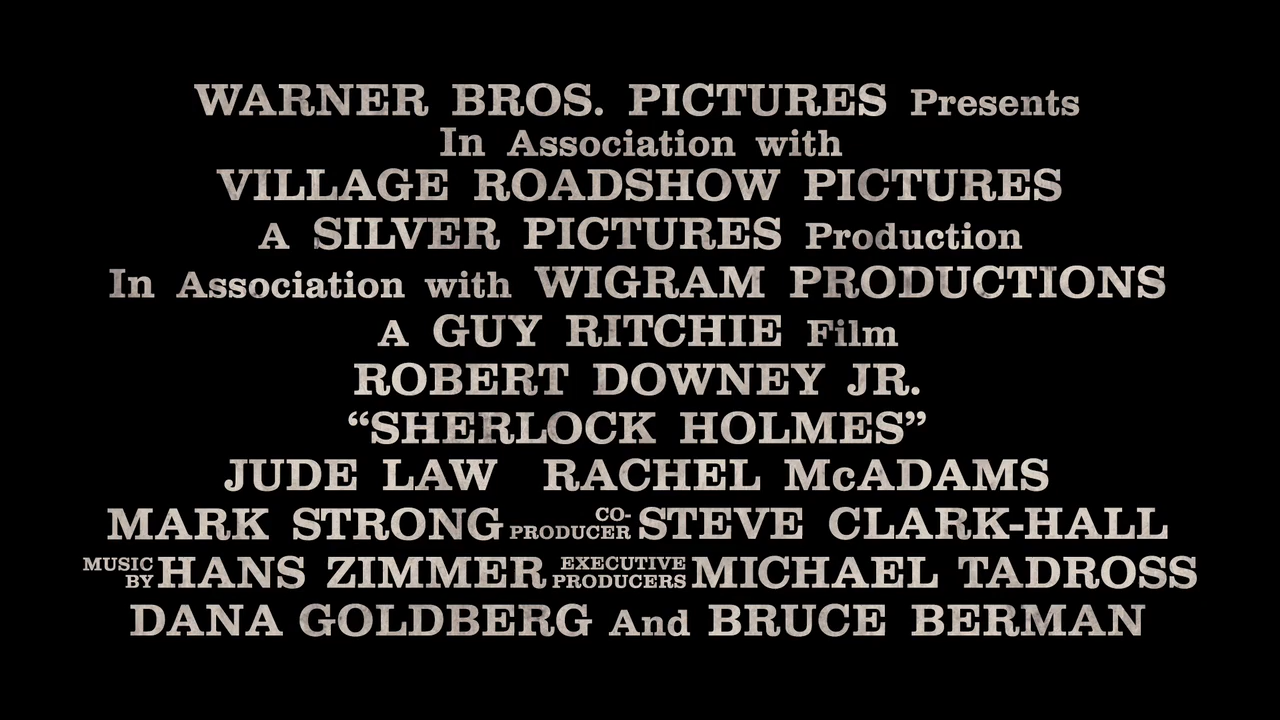 WARNER BROS. PICTURES Presents
In Association with
VILLAGE ROADSHOW PICTURES
A SILVER PICTURES Production
In Association with WIGRAM PRODUCTIONS
A GUY RITCHIE Film
ROBERT DOWNEY JR.
“SHERLOCK HOLMES”
JUDE LAW RACHEL McADAMS
MARK STRONG CO-PRODUCER STEVE CLARK-HALL
MUSIC BY HANS ZIMMER EXECUTIVE PRODUCERS MICHAEL TADROSS
DANA GOLDBERG And BRUCE BERMAN